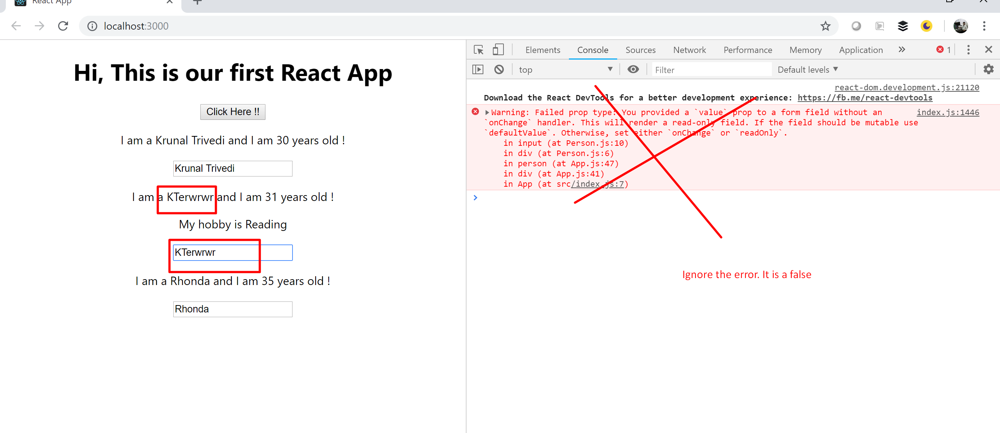 React App
localhost:3000
Hi, This is our first React App
Click Here !!
I am a Krunal Trivedi and I am 30 years old !
Krunal Trivedi
I am a KTerwrwr and I am 31 years old !
My hobby is Reading
KTerwrwr
I am a Rhonda and I am 35 years old !
Rhonda
Elements Console Sources Network Performance Memory Application » 1
top Filter Default levels
react-dom.development.js:21120
Download the React DevTools for a better development experience: https://fb.me/react-devtools
Warning: Failed prop type: You provided a `value` prop to a form field without an index.js:1446
`onChange` handler. This will render a read-only field. If the field should be mutable use
`defaultValue`. Otherwise, set either `onChange` or `readOnly`.
in input (at Person.js:10)
in div (at Person.js:6)
in person (at App.js:47)
in div (at App.js:41)
in App (at src/index.js:7)
Ignore the error. It is a false